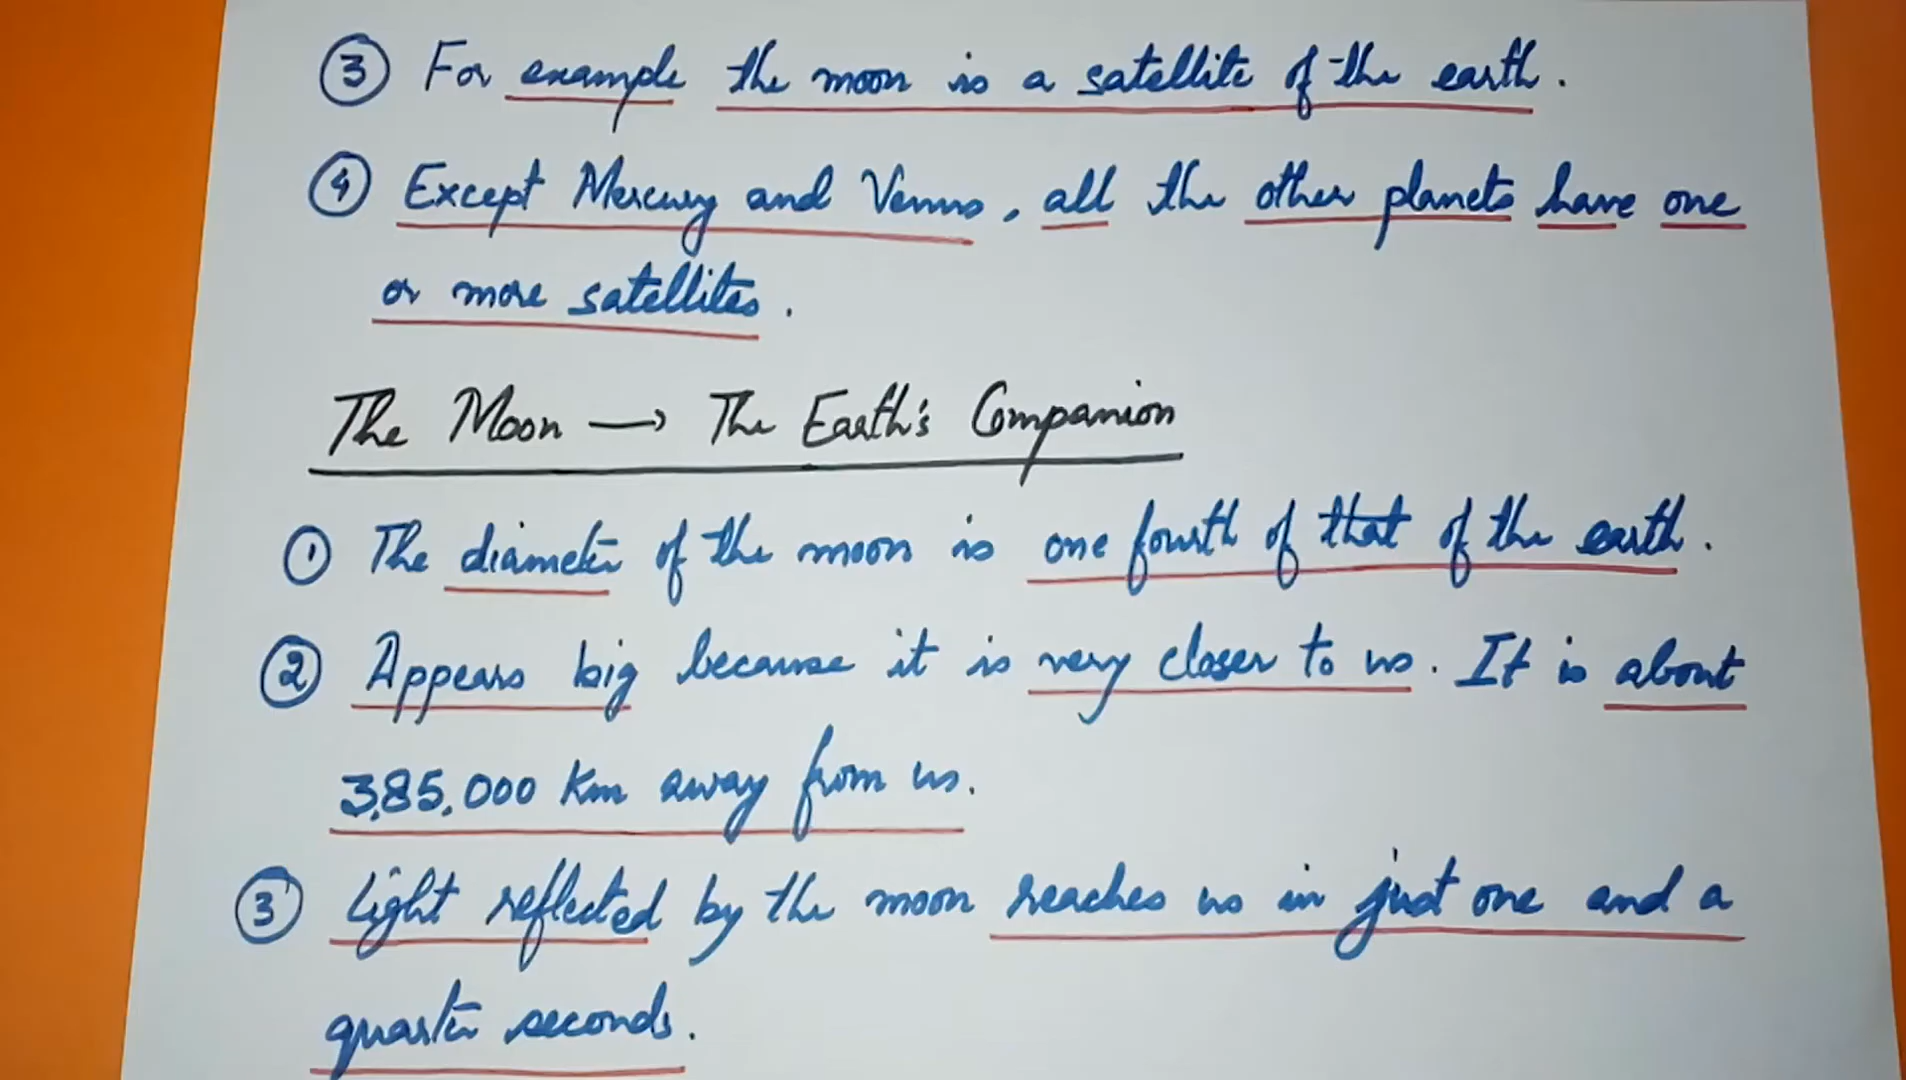 ③ For example the moon is a satellite of the earth.
④ Except Mercury and Venus, all the other planets have one
or more satellites.
The Moon → The Earth's Companion
① The diameter of the moon is one fourth of that of the earth.
② Appears big because it is very closer to us. It is about
3,85,000 Km away from us.
③ Light reflected by the moon reaches us in just one and a
quarter seconds.